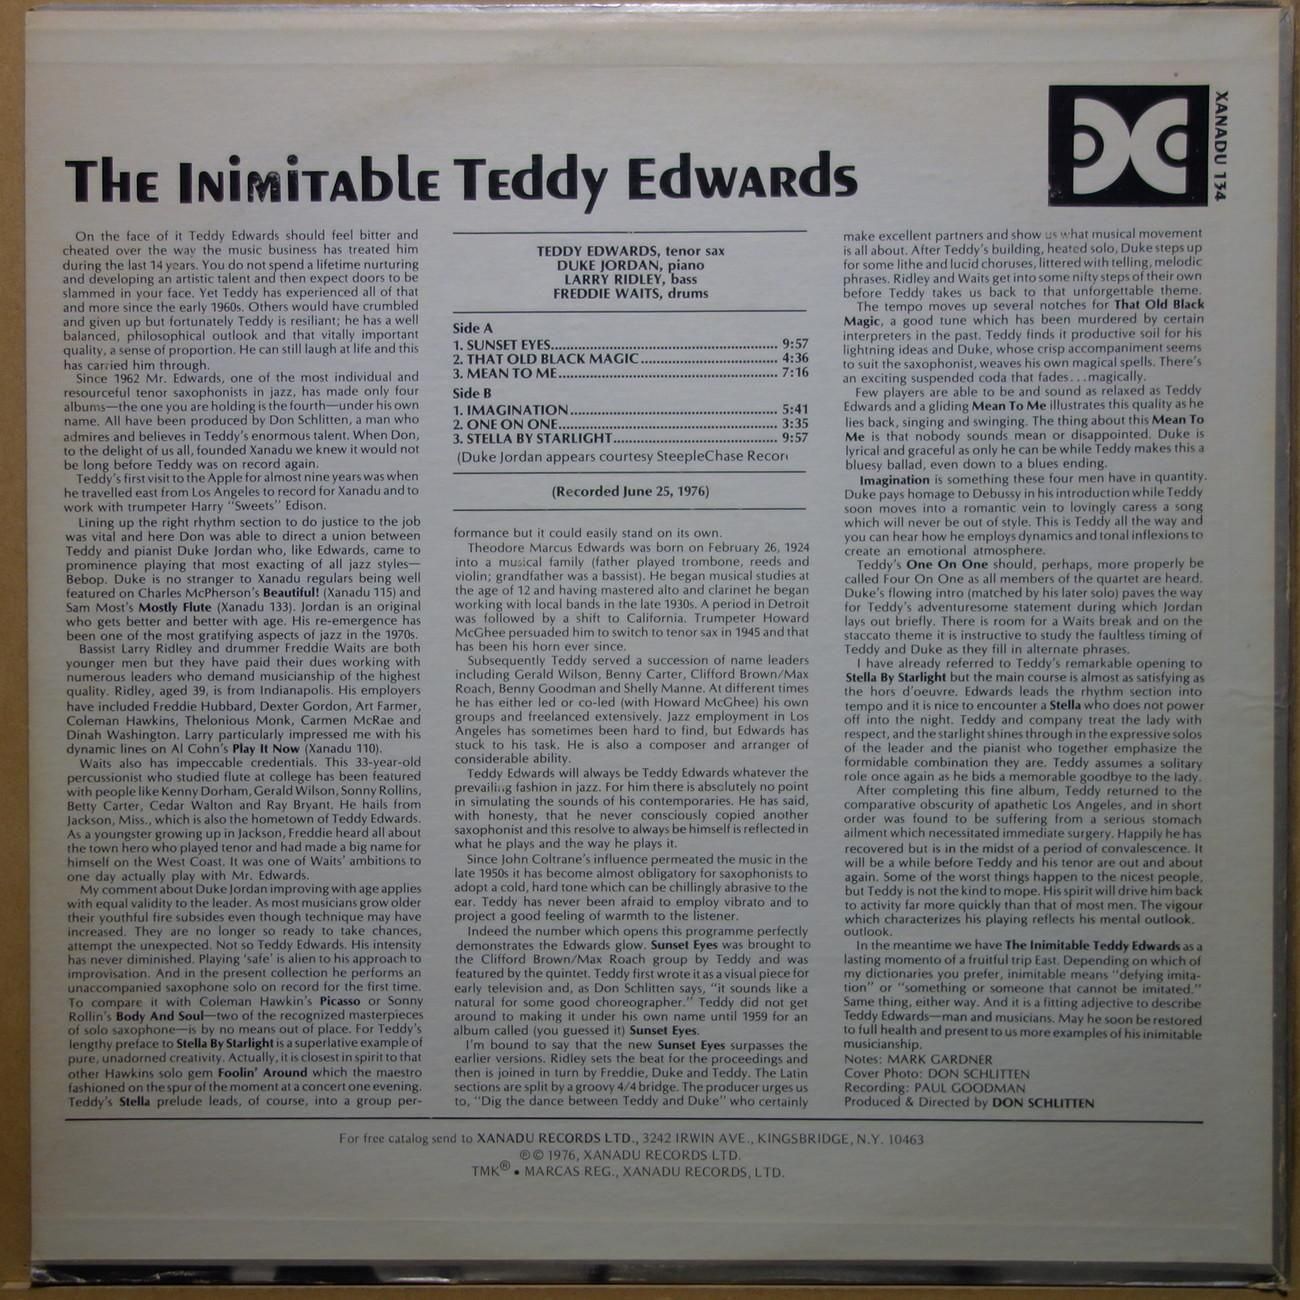 XANADU 134
The Inimitable Teddy Edwards
On the face of it Teddy Edwards should feel bitter and
cheated over the way the music business has treated him
during the last 14 years. You do not spend a lifetime nurturing
and developing an artistic talent and then expect doors to be
slammed in your face. Yet Teddy has experienced all of that
and more since the early 1960s. Others would have crumbled
and given up but fortunately Teddy is resiliant; he has a well
balanced, philosophical outlook and that vitally important
quality, a sense of proportion. He can still laugh at life and this
has carried him through.
Since 1962 Mr. Edwards, one of the most individual and
resourceful tenor saxophonists in jazz, has made only four
albums—the one you are holding is the fourth—under his own
name. All have been produced by Don Schlitten, a man who
admires and believes in Teddy's enormous talent. When Don,
to the delight of us all, founded Xanadu we knew it would not
be long before Teddy was on record again.
Teddy's first visit to the Apple for almost nine years was when
he travelled east from Los Angeles to record for Xanadu and to
work with trumpeter Harry "Sweets" Edison.
Lining up the right rhythm section to do justice to the job
was vital and here Don was able to direct a union between
Teddy and pianist Duke Jordan who, like Edwards, came to
prominence playing that most exacting of all jazz styles—
Bebop. Duke is no stranger to Xanadu regulars being well
featured on Charles McPherson's Beautiful! (Xanadu 115) and
Sam Most's Mostly Flute (Xanadu 133). Jordan is an original
who gets better and better with age. His re-emergence has
been one of the most gratifying aspects of jazz in the 1970s.
Bassist Larry Ridley and drummer Freddie Waits are both
younger men but they have paid their dues working with
numerous leaders who demand musicianship of the highest
quality. Ridley, aged 39, is from Indianapolis. His employers
have included Freddie Hubbard, Dexter Gordon, Art Farmer,
Coleman Hawkins, Thelonious Monk, Carmen McRae and
Dinah Washington. Larry particularly impressed me with his
dynamic lines on Al Cohn's Play It Now (Xanadu 110).
Waits also has impeccable credentials. This 33-year-old
percussionist who studied flute at college has been featured
with people like Kenny Dorham, Gerald Wilson, Sonny Rollins,
Betty Carter, Cedar Walton and Ray Bryant. He hails from
Jackson, Miss., which is also the hometown of Teddy Edwards.
As a youngster growing up in Jackson, Freddie heard all about
the town hero who played tenor and had made a big name for
himself on the West Coast. It was one of Waits' ambitions to
one day actually play with Mr. Edwards.
My comment about Duke Jordan improving with age applies
with equal validity to the leader. As most musicians grow older
their youthful fire subsides even though technique may have
increased. They are no longer so ready to take chances,
attempt the unexpected. Not so Teddy Edwards. His intensity
has never diminished. Playing 'safe' is alien to his approach to
improvisation. And in the present collection he performs an
unaccompanied saxophone solo on record for the first time.
To compare it with Coleman Hawkin's Picasso or Sonny
Rollin's Body And Soul—two of the recognized masterpieces
of solo saxophone—is by no means out of place. For Teddy's
lengthy preface to Stella By Starlight is a superlative example of
pure, unadorned creativity. Actually, it is closest in spirit to that
other Hawkins solo gem Foolin' Around which the maestro
fashioned on the spur of the moment at a concert one evening.
Teddy's Stella prelude leads, of course, into a group per-
TEDDY EDWARDS, tenor sax
DUKE JORDAN, piano
LARRY RIDLEY, bass
FREDDIE WAITS, drums
Side A
1. SUNSET EYES 9:57
2. THAT OLD BLACK MAGIC 4:36
3. MEAN TO ME 7:16
Side B
1. IMAGINATION 5:41
2. ONE ON ONE 3:35
3. STELLA BY STARLIGHT 9:57
(Duke Jordan appears courtesy SteepleChase Recor
(Recorded June 25, 1976)
formance but it could easily stand on its own.
Theodore Marcus Edwards was born on February 26, 1924
into a musical family (father played trombone, reeds and
violin; grandfather was a bassist). He began musical studies at
the age of 12 and having mastered alto and clarinet he began
working with local bands in the late 1930s. A period in Detroit
was followed by a shift to California. Trumpeter Howard
McGhee persuaded him to switch to tenor sax in 1945 and that
has been his horn ever since.
Subsequently Teddy served a succession of name leaders
including Gerald Wilson, Benny Carter, Clifford Brown/Max
Roach, Benny Goodman and Shelly Manne. At different times
he has either led or co-led (with Howard McGhee) his own
groups and freelanced extensively. Jazz employment in Los
Angeles has sometimes been hard to find, but Edwards has
stuck to his task. He is also a composer and arranger of
considerable ability.
Teddy Edwards will always be Teddy Edwards whatever the
prevailing fashion in jazz. For him there is absolutely no point
in simulating the sounds of his contemporaries. He has said,
with honesty, that he never consciously copied another
saxophonist and this resolve to always be himself is reflected in
what he plays and the way he plays it.
Since John Coltrane's influence permeated the music in the
late 1950s it has become almost obligatory for saxophonists to
adopt a cold, hard tone which can be chillingly abrasive to the
ear. Teddy has never been afraid to employ vibrato and to
project a good feeling of warmth to the listener.
Indeed the number which opens this programme perfectly
demonstrates the Edwards glow. Sunset Eyes was brought to
the Clifford Brown/Max Roach group by Teddy and was
featured by the quintet. Teddy first wrote it as a visual piece for
early television and, as Don Schlitten says, "it sounds like a
natural for some good choreographer." Teddy did not get
around to making it under his own name until 1959 for an
album called (you guessed it) Sunset Eyes.
I'm bound to say that the new Sunset Eyes surpasses the
earlier versions. Ridley sets the beat for the proceedings and
then is joined in turn by Freddie, Duke and Teddy. The Latin
sections are split by a groovy 4/4 bridge. The producer urges us
to, "Dig the dance between Teddy and Duke" who certainly
make excellent partners and show us what musical movement
is all about. After Teddy's building, heated solo, Duke steps up
for some lithe and lucid choruses, littered with telling, melodic
phrases. Ridley and Waits get into some nifty steps of their own
before Teddy takes us back to that unforgettable theme.
The tempo moves up several notches for That Old Black
Magic, a good tune which has been murdered by certain
interpreters in the past. Teddy finds it productive soil for his
lightning ideas and Duke, whose crisp accompaniment seems
to suit the saxophonist, weaves his own magical spells. There's
an exciting suspended coda that fades...magically.
Few players are able to be and sound as relaxed as Teddy
Edwards and a gliding Mean To Me illustrates this quality as he
lies back, singing and swinging. The thing about this Mean To
Me is that nobody sounds mean or disappointed. Duke is
lyrical and graceful as only he can be while Teddy makes this a
bluesy ballad, even down to a blues ending.
Imagination is something these four men have in quantity.
Duke pays homage to Debussy in his introduction while Teddy
soon moves into a romantic vein to lovingly caress a song
which will never be out of style. This is Teddy all the way and
you can hear how he employs dynamics and tonal inflexions to
create an emotional atmosphere.
Teddy's One On One should, perhaps, more properly be
called Four On One as all members of the quartet are heard.
Duke's flowing intro (matched by his later solo) paves the way
for Teddy's adventuresome statement during which Jordan
lays out briefly. There is room for a Waits break and on the
staccato theme it is instructive to study the faultless timing of
Teddy and Duke as they fill in alternate phrases.
I have already referred to Teddy's remarkable opening to
Stella By Starlight but the main course is almost as satisfying as
the hors d'oeuvre. Edwards leads the rhythm section into
tempo and it is nice to encounter a Stella who does not power
off into the night. Teddy and company treat the lady with
respect, and the starlight shines through in the expressive solos
of the leader and the pianist who together emphasize the
formidable combination they are. Teddy assumes a solitary
role once again as he bids a memorable goodbye to the lady.
After completing this fine album, Teddy returned to the
comparative obscurity of apathetic Los Angeles, and in short
order was found to be suffering from a serious stomach
ailment which necessitated immediate surgery. Happily he has
recovered but is in the midst of a period of convalescence. It
will be a while before Teddy and his tenor are out and about
again. Some of the worst things happen to the nicest people,
but Teddy is not the kind to mope. His spirit will drive him back
to activity far more quickly than that of most men. The vigour
which characterizes his playing reflects his mental outlook.
outlook.
In the meantime we have The Inimitable Teddy Edwards as a
lasting momento of a fruitful trip East. Depending on which of
my dictionaries you prefer, inimitable means "defying imita-
tion" or "something or someone that cannot be imitated."
Same thing, either way. And it is a fitting adjective to describe
Teddy Edwards—man and musicians. May he soon be restored
to full health and present to us more examples of his inimitable
musicianship.
Notes: MARK GARDNER
Cover Photo: DON SCHLITTEN
Recording: PAUL GOODMAN
Produced & Directed by DON SCHLITTEN
For free catalog send to XANADU RECORDS LTD., 3242 IRWIN AVE., KINGSBRIDGE, N.Y. 10463
℗ © 1976, XANADU RECORDS LTD.
TMK® • MARCAS REG., XANADU RECORDS, LTD.